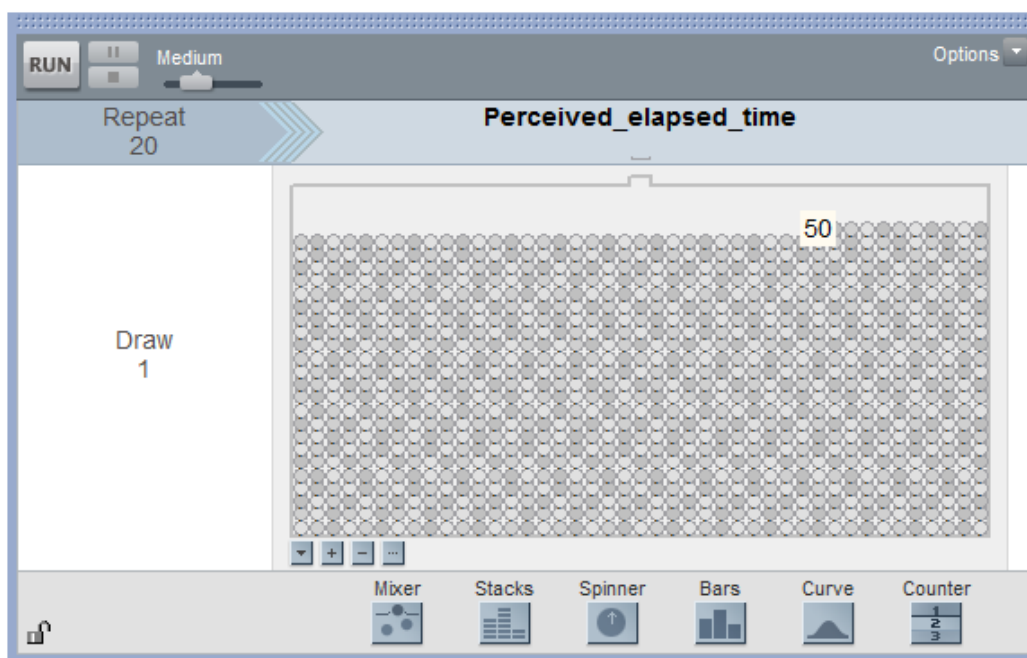 RUN
Medium
Options
Repeat
20
Perceived_elapsed_time
50
Draw
1
Mixer
Stacks
Spinner
Bars
Curve
Counter
1
2
3